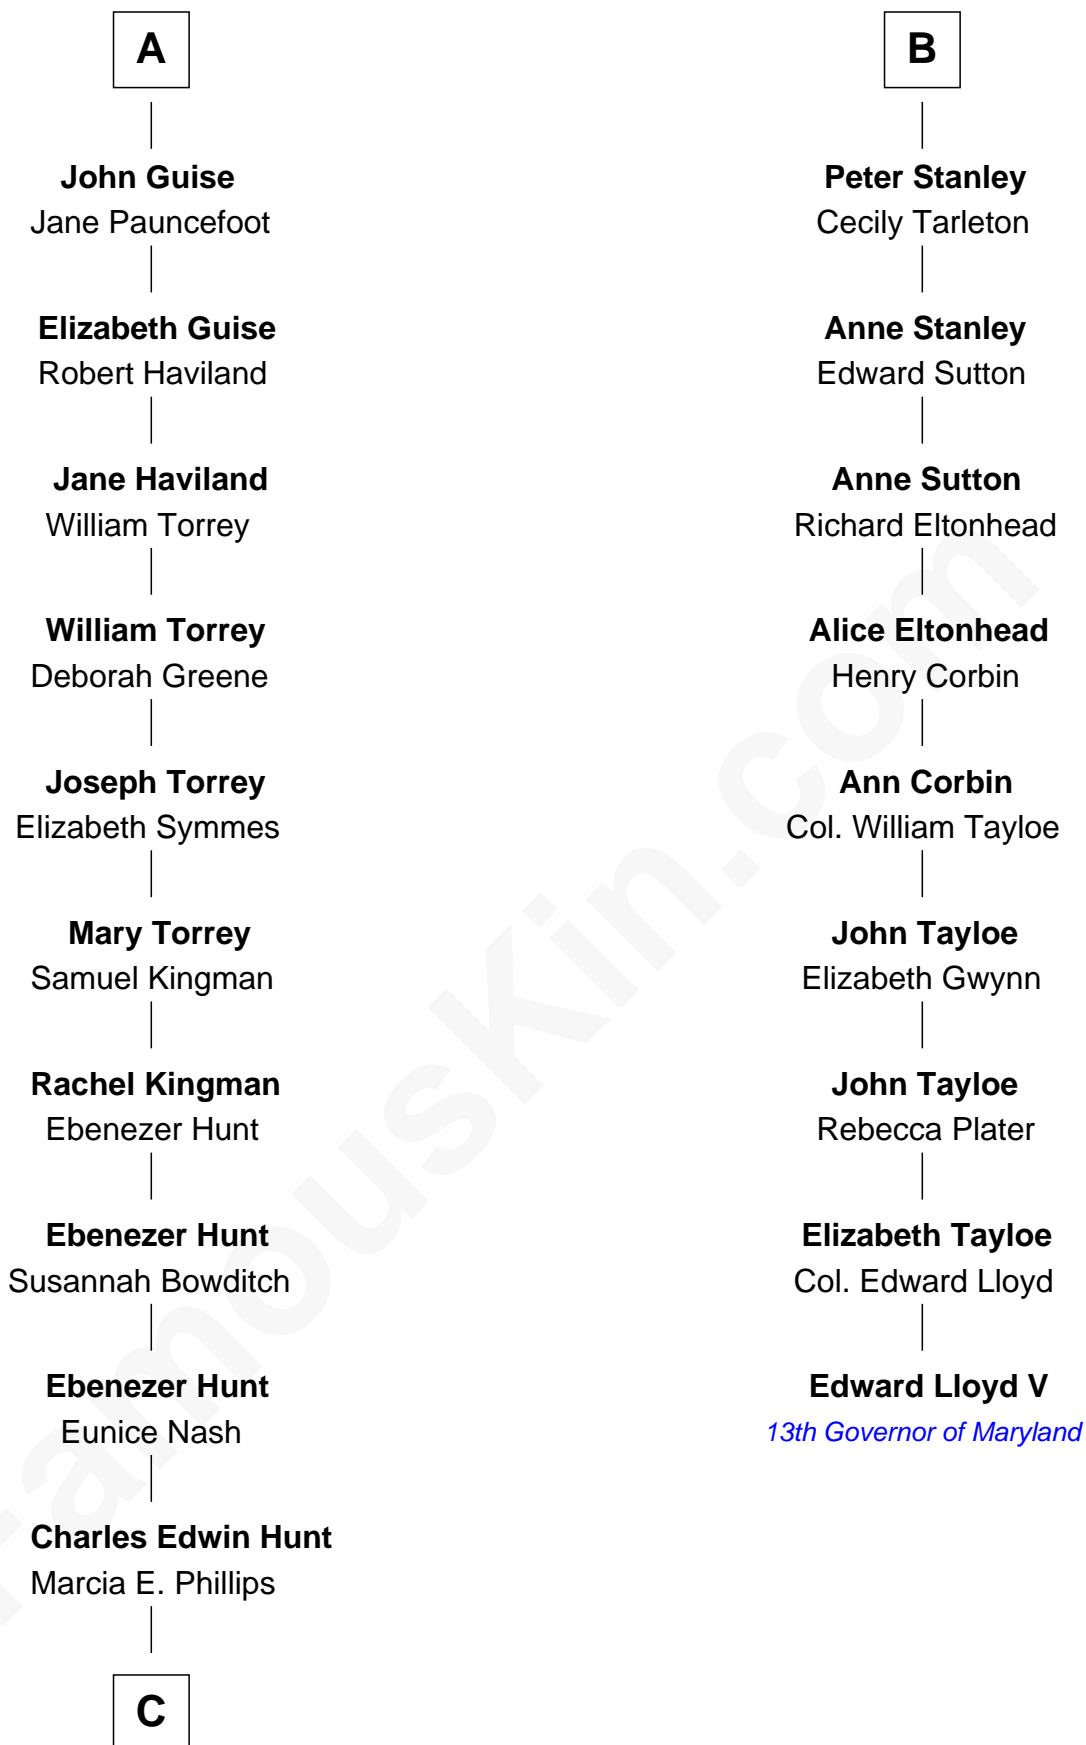 A
John Guise
Jane Pauncefoot
Elizabeth Guise
Robert Haviland
Jane Haviland
William Torrey
William Torrey
Deborah Greene
Joseph Torrey
Elizabeth Symmes
Mary Torrey
Samuel Kingman
Rachel Kingman
Ebenezer Hunt
Ebenezer Hunt
Susannah Bowditch
Ebenezer Hunt
Eunice Nash
Charles Edwin Hunt
Marcia E. Phillips
C
B
Peter Stanley
Cecily Tarleton
Anne Stanley
Edward Sutton
Anne Sutton
Richard Eltonhead
Alice Eltonhead
Henry Corbin
Ann Corbin
Col. William Tayloe
John Tayloe
Elizabeth Gwynn
John Tayloe
Rebecca Plater
Elizabeth Tayloe
Col. Edward Lloyd
Edward Lloyd V
13th Governor of Maryland
FamousKin.com